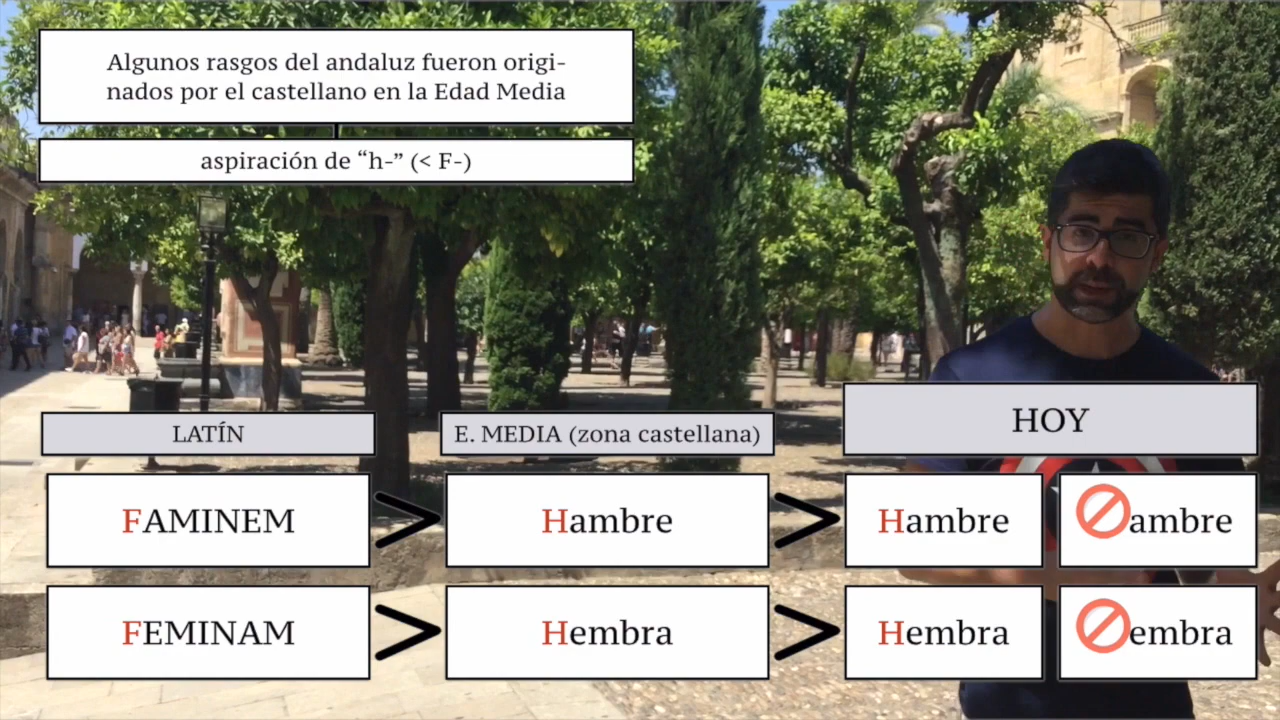 Algunos rasgos del andaluz fueron origi-
nados por el castellano en la Edad Media
aspiración de “h-” (< F-)
LATÍN
E. MEDIA (zona castellana)
HOY
FAMINEM > Hambre > Hambre ambre
FEMINAM > Hembra > Hembra embra